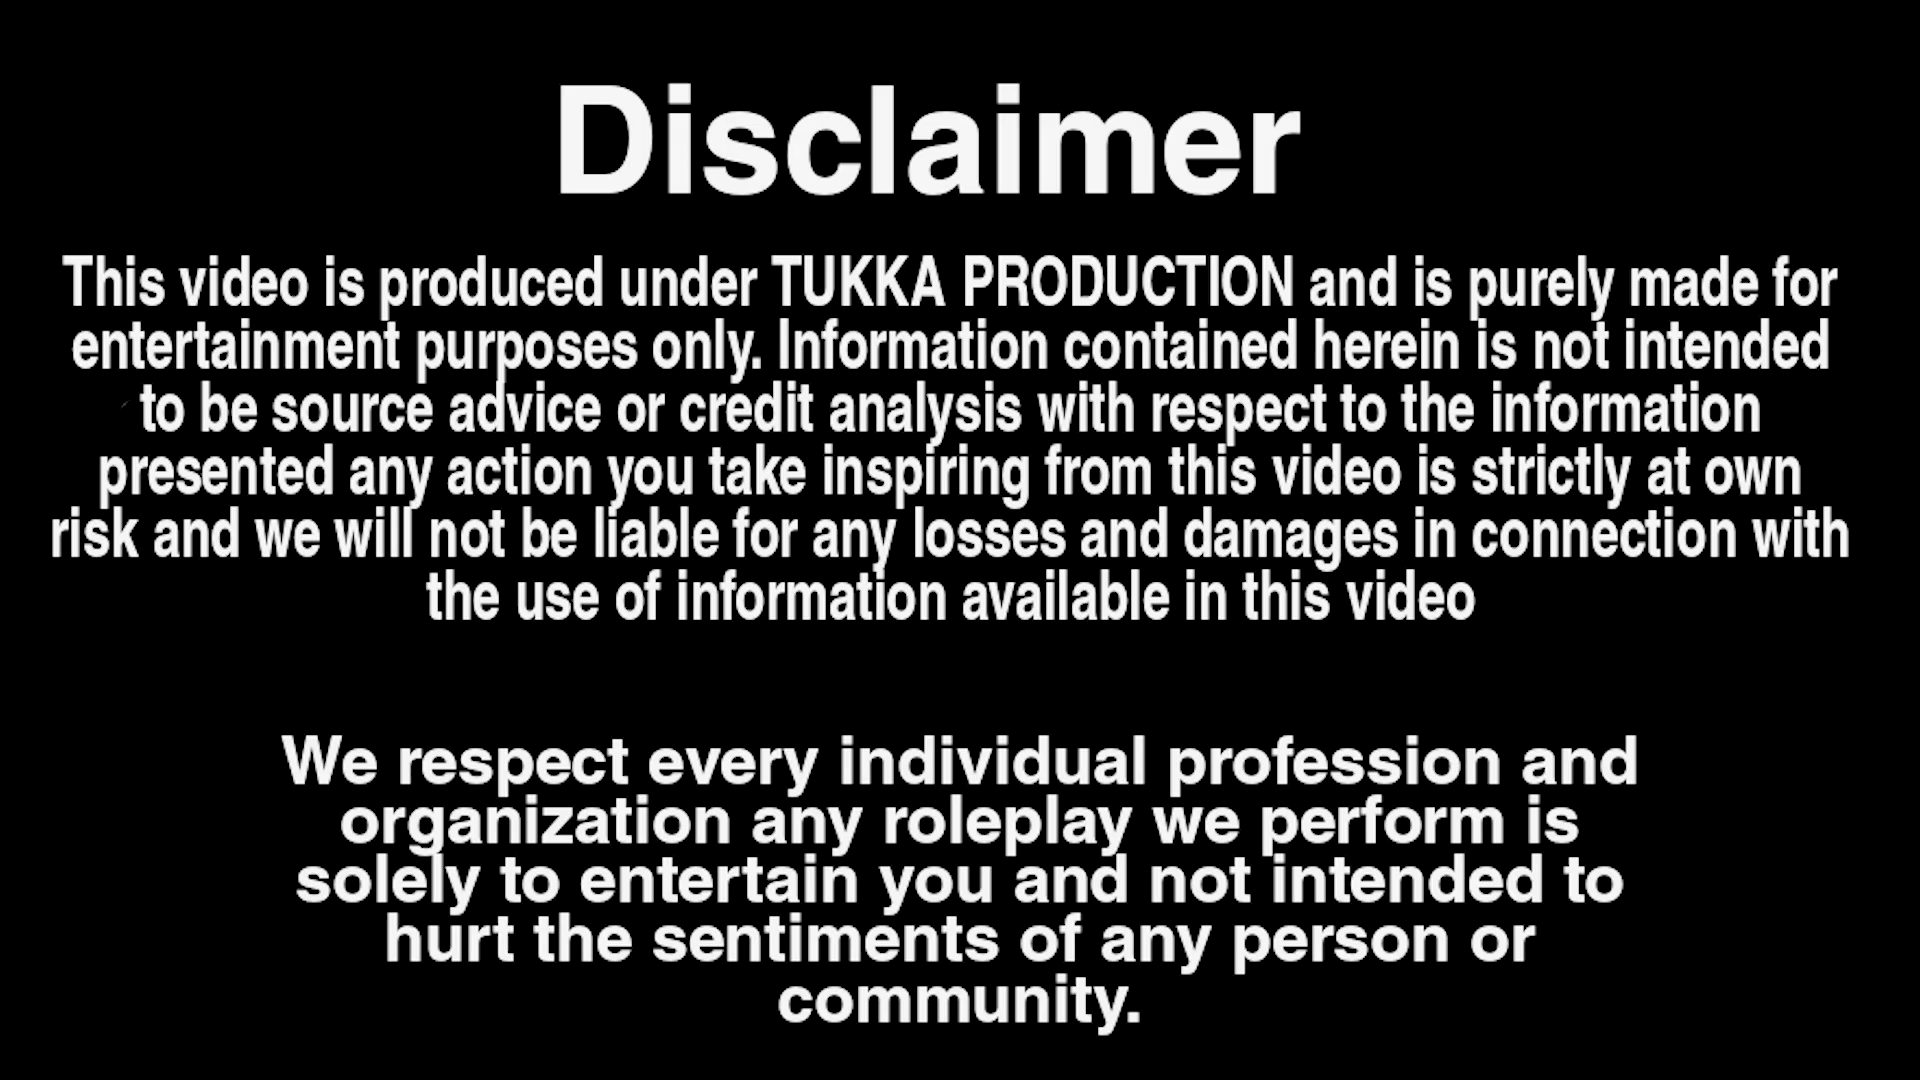 Disclaimer
This video is produced under TUKKA PRODUCTION and is purely made for
entertainment purposes only. Information contained herein is not intended
to be source advice or credit analysis with respect to the information
presented any action you take inspiring from this video is strictly at own
risk and we will not be liable for any losses and damages in connection with
the use of information available in this video
We respect every individual profession and
organization any roleplay we perform is
solely to entertain you and not intended to
hurt the sentiments of any person or
community.